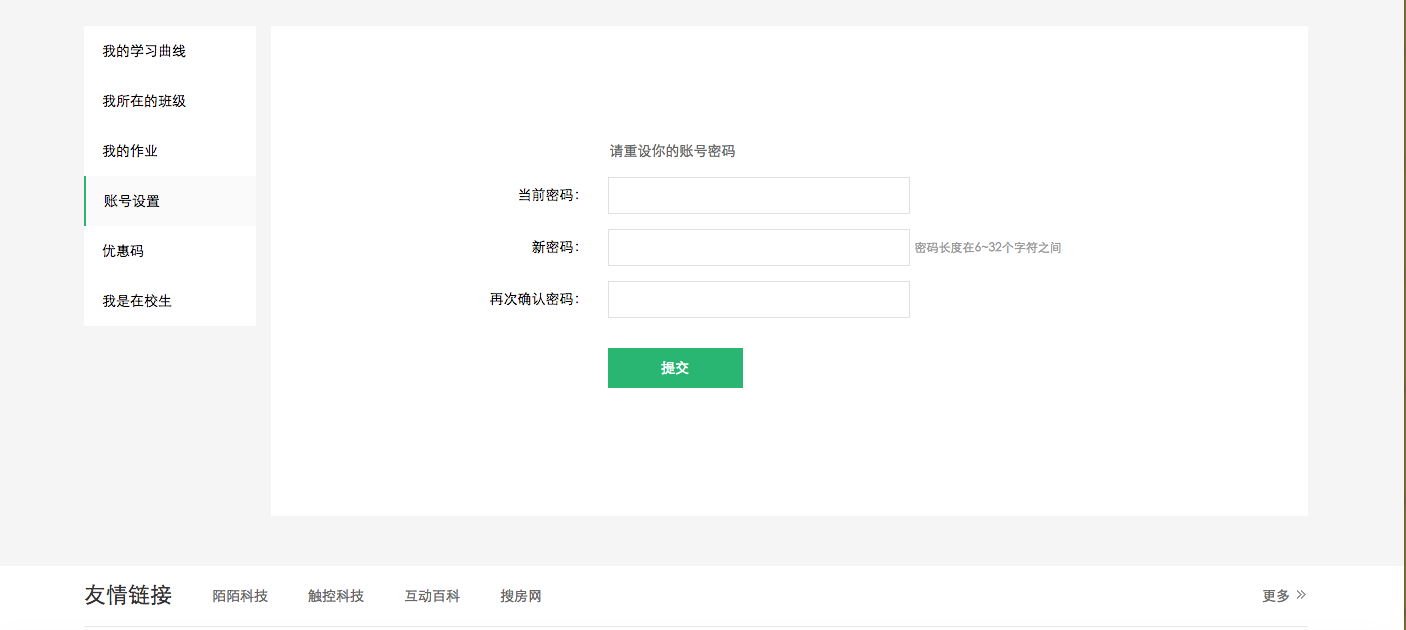 我的学习曲线
我所在的班级
我的作业
账号设置
优惠码
我是在校生
请重设你的账号密码
当前密码：
新密码： 密码长度在6~32个字符之间
再次确认密码：
提交
友情链接 陌陌科技 触控科技 互动百科 搜房网 更多 »